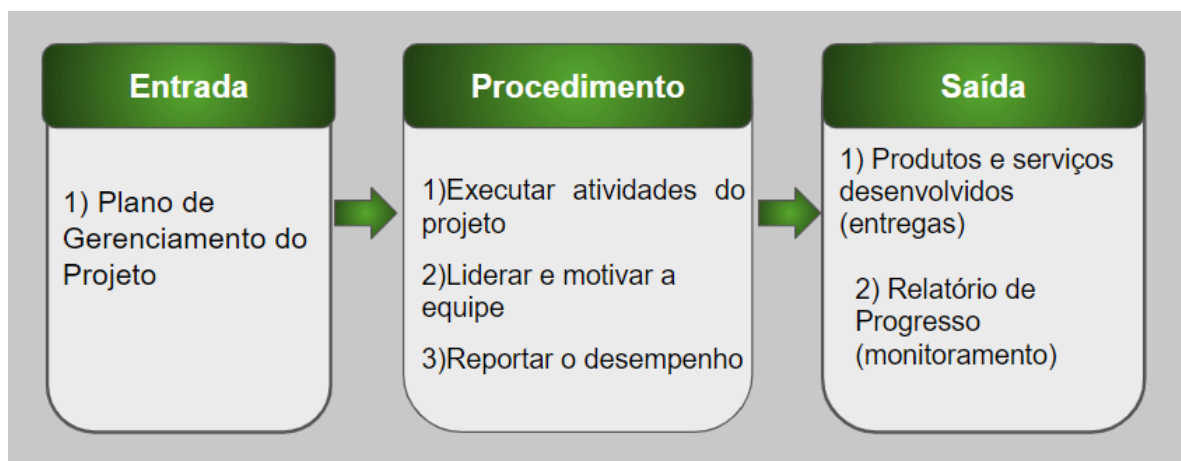 Entrada
1) Plano de
Gerenciamento do
Projeto
Procedimento
1)Executar atividades do
projeto
2)Liderar e motivar a
equipe
3)Reportar o desempenho
Saída
1) Produtos e serviços
desenvolvidos
(entregas)
2) Relatório de
Progresso
(monitoramento)